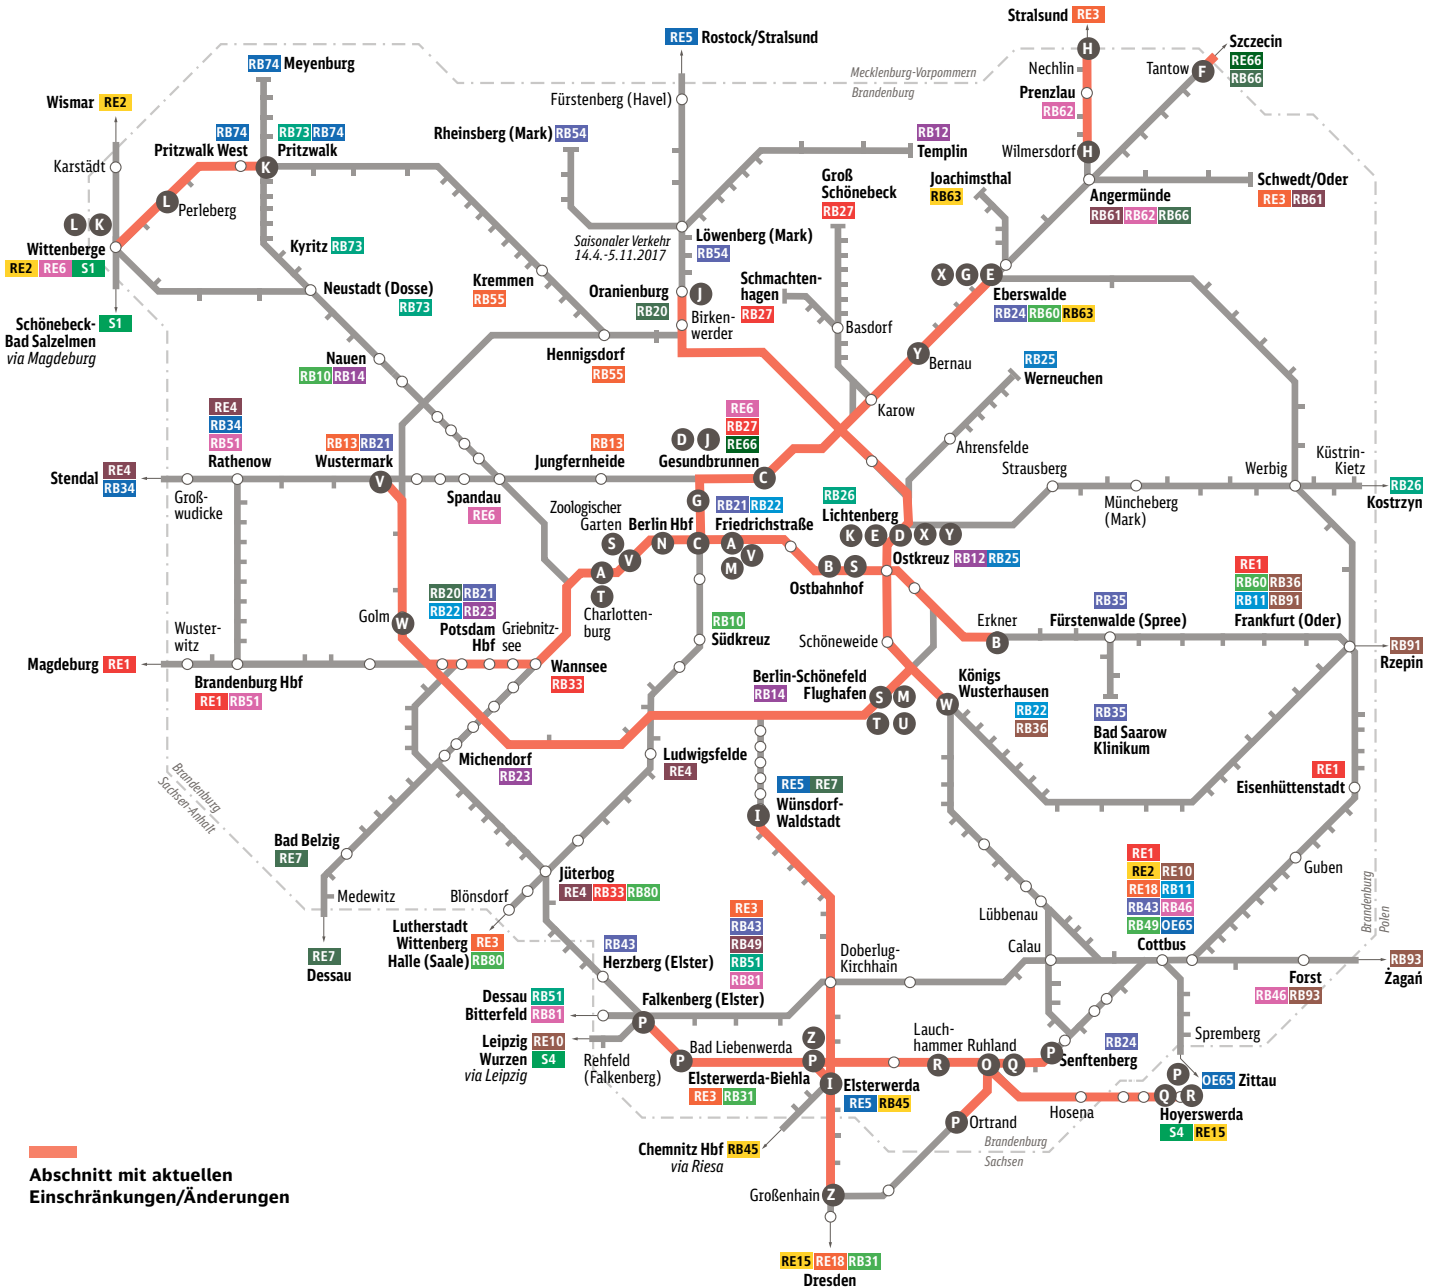 Stralsund RE3
RE5 Rostock/Stralsund
Szczecin
RE66
RB66
RB74 Meyenburg
Mecklenburg-Vorpommern
Brandenburg
H
Nechlin
Tantow F
Prenzlau
RB62
Wismar RE2
Fürstenberg (Havel)
Rheinsberg (Mark) RB54
RB12
Templin
RB74
RB73 RB74
Pritzwalk West
Pritzwalk
K
Karstädt
Wilmersdorf H
Groß
Schönebeck
RB27
Joachimsthal
RB63
Angermünde
RB61 RB62 RB66
Schwedt/Oder
RE3 RB61
L
Perleberg
L K
Wittenberge
RE2 RE6 S1
Kyritz RB73
Saisonaler Verkehr
14.4.-5.11.2017
Löwenberg (Mark)
RB54
Schmachten-
hagen
RB27
X G E
Eberswalde
RB24 RB60 RB63
Neustadt (Dosse)
RB73
Kremmen
RB55
Oranienburg
RB20
J
Birken-
werder
Basdorf
Schönebeck-
Bad Salzelmen
via Magdeburg
S1
Nauen
RB10 RB14
Hennigsdorf
RB55
Y
Bernau
RB25
Werneuchen
Karow
RE4
RB34
RB51
Rathenow
RB13 RB21
Wustermark
V
RB13
Jungfernheide
RE6
RB27
RE66
D J
Gesundbrunnen
C
Ahrensfelde
Strausberg
Werbig
Küstrin-
Kietz
RB26
Kostrzyn
Stendal RE4
RB34
Groß-
wudicke
Spandau
RE6
Müncheberg
(Mark)
G
RB21 RB22
RB26
Lichtenberg
K E D X Y
Zoologischer
Garten
Berlin Hbf
Friedrichstraße
S V N C A V M
Ostkreuz RB12 RB25
B S
Ostbahnhof
A
T
Charlotten-
burg
RE1
RB60 RB36
RB11 RB91
Frankfurt (Oder)
RB20 RB21
RB22 RB23
Potsdam
Hbf
Griebnitz-
see
Golm W
RB10
Südkreuz
Schöneweide
Erkner
B
RB35
Fürstenwalde (Spree)
RB91
Rzepin
Wuster-
witz
Magdeburg RE1
Brandenburg Hbf
RE1 RB51
Wannsee
RB33
Berlin-Schönefeld
Flughafen
RB14
S M
T U
Königs
Wusterhausen
RB22
RB36
W
RB35
Bad Saarow
Klinikum
Michendorf
RB23
Ludwigsfelde
RE4
Brandenburg
Sachsen-Anhalt
RE5 RE7
Wünsdorf-
Waldstadt
I
RE1
Eisenhüttenstadt
Bad Belzig
RE7
Medewitz
Blönsdorf
Jüterbog
RE4 RB33 RB80
RE1
RE2 RE10
RE18 RB11
RB43 RB46
RB49 OE65
Cottbus
Guben
Brandenburg
Polen
Lübbenau
Calau
Lutherstadt
Wittenberg RE3
Halle (Saale) RB80
RE7
Dessau
RB43
Herzberg (Elster)
RE3
RB43
RB49
RB51
RB81
Falkenberg (Elster)
Doberlug-
Kirchhain
RB93
Żagań
Forst
RB46 RB93
Dessau RB51
Bitterfeld RB81
P
Leipzig RE10
Wurzen S4
via Leipzig
Rehfeld
(Falkenberg)
Bad Liebenwerda
P
Z
P
Lauch-
hammer Ruhland
R O Q
RB24
P Senftenberg
Spremberg
Elsterwerda-Biehla
RE3 RB31
I
Elsterwerda
RE5 RB45
P
OE65 Zittau
Q R
Hosena
Hoyerswerda
S4 RE15
P Ortrand
Brandenburg
Sachsen
Chemnitz Hbf RB45
via Riesa
Großenhain Z
Abschnitt mit aktuellen
Einschränkungen/Änderungen
RE15 RE18 RB31
Dresden